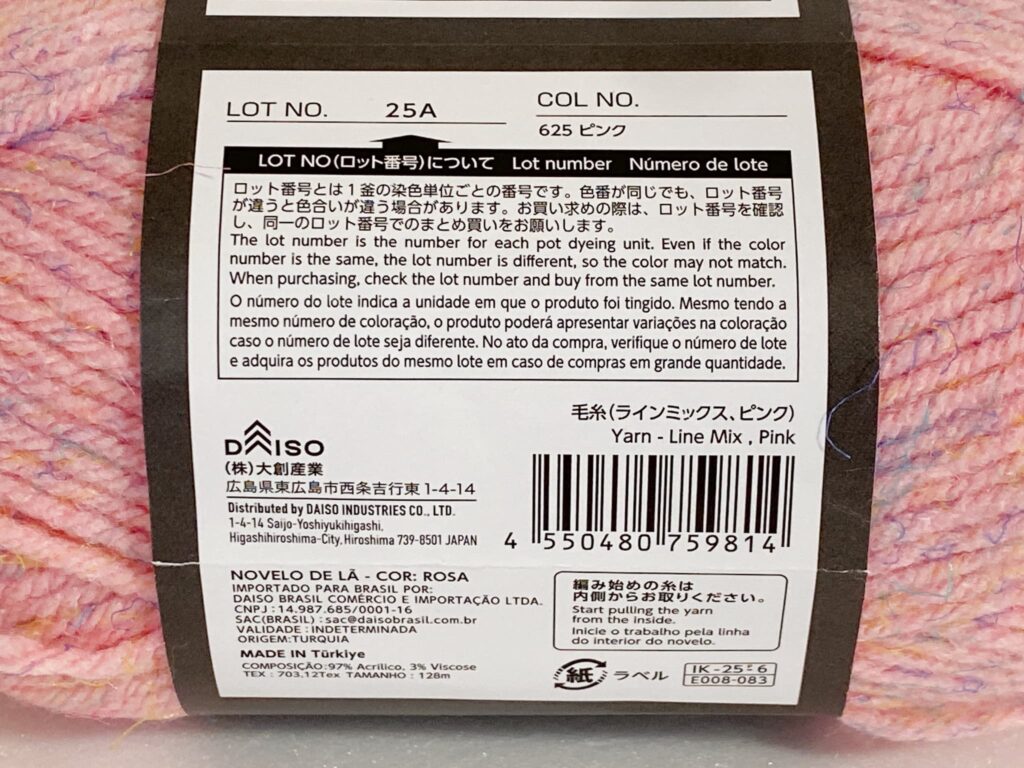 LOT NO. 25A
COL NO.
625 ピンク
LOT NO(ロット番号)について Lot number Número de lote
ロット番号とは1釜の染色単位ごとの番号です。色番が同じでも、ロット番号
が違うと色合いが違う場合があります。お買い求めの際は、ロット番号を確認
し、同一のロット番号でのまとめ買いをお願いします。
The lot number is the number for each pot dyeing unit. Even if the color
number is the same, the lot number is different, so the color may not match.
When purchasing, check the lot number and buy from the same lot number.
O número do lote indica a unidade em que o produto foi tingido. Mesmo tendo a
mesmo número de coloração, o produto poderá apresentar variações na coloração
caso o número de lote seja diferente. No ato da compra, verifique o número de lote
e adquira os produtos do mesmo lote em caso de compras em grande quantidade.
毛糸(ラインミックス、ピンク)
Yarn - Line Mix , Pink
DAISO
(株)大創産業
広島県東広島市西条吉行東1-4-14
Distributed by DAISO INDUSTRIES CO., LTD.
1-4-14 Saijo-Yoshiyukihigashi,
Higashihiroshima-City, Hiroshima 739-8501 JAPAN
4 550480 759814
NOVELO DE LÃ - COR: ROSA
IMPORTADO PARA BRASIL POR:
DAISO BRASIL COMÉRCIO E IMPORTAÇÃO LTDA.
CNPJ : 14.987.685/0001-16
SAC(BRASIL) : sac@daisobrasil.com.br
VALIDADE : INDETERMINADA
ORIGEM:TURQUIA
MADE IN Türkiye
COMPOSIÇÃO:97% Acrílico, 3% Viscose
TEX : 703,12Tex TAMANHO : 128m
編み始めの糸は
内側からお取りください。
Start pulling the yarn
from the inside.
Inicie o trabalho pela linha
do interior do novelo.
紙 ラベル
IK-25 6
E008-083